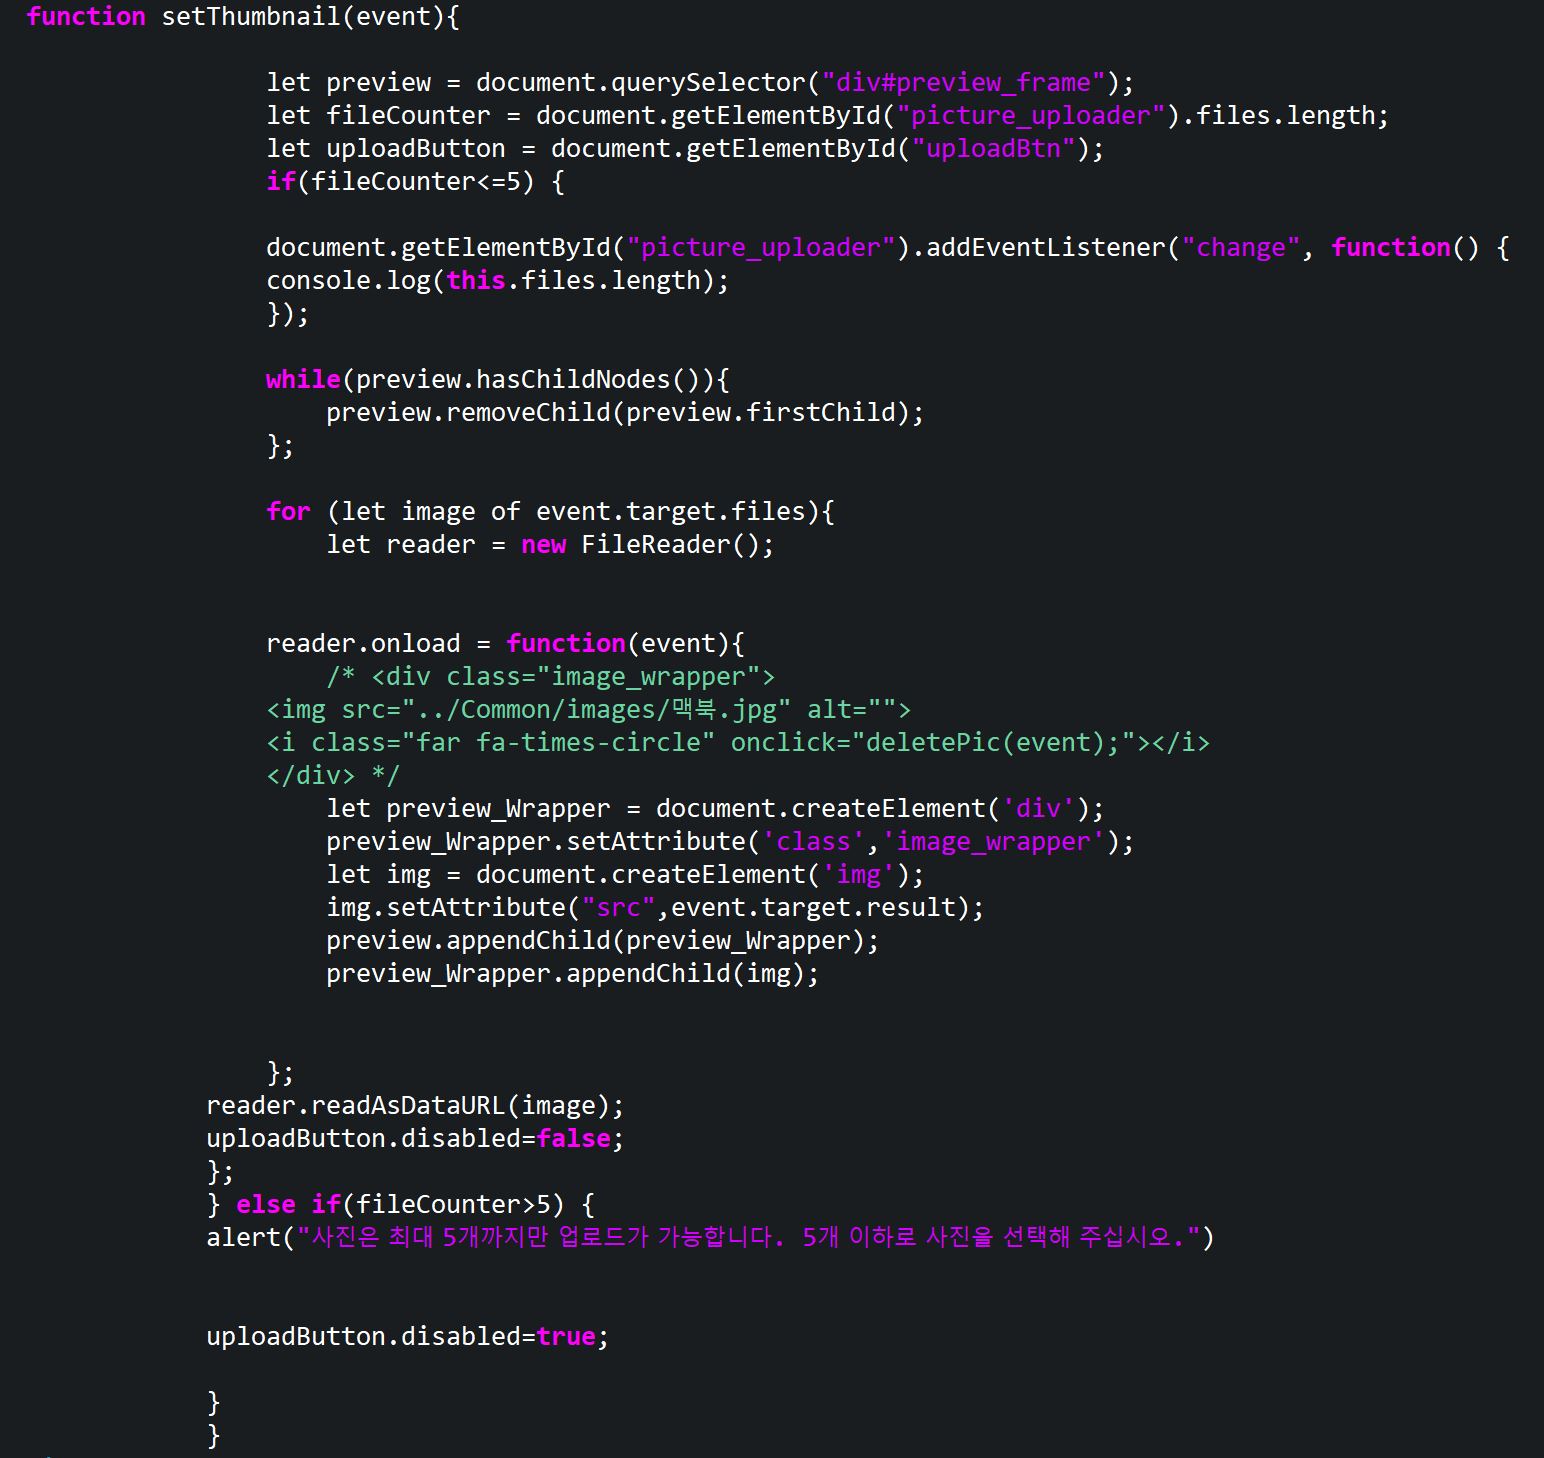 function setThumbnail(event){
let preview = document.querySelector("div#preview_frame");
let fileCounter = document.getElementById("picture_uploader").files.length;
let uploadButton = document.getElementById("uploadBtn");
if(fileCounter<=5) {
document.getElementById("picture_uploader").addEventListener("change", function() {
console.log(this.files.length);
});
while(preview.hasChildNodes()){
preview.removeChild(preview.firstChild);
};
for (let image of event.target.files){
let reader = new FileReader();
reader.onload = function(event){
/* <div class="image_wrapper">
<img src="../Common/images/맥북.jpg" alt="">
<i class="far fa-times-circle" onclick="deletePic(event);"></i>
</div> */
let preview_Wrapper = document.createElement('div');
preview_Wrapper.setAttribute('class','image_wrapper');
let img = document.createElement('img');
img.setAttribute("src",event.target.result);
preview.appendChild(preview_Wrapper);
preview_Wrapper.appendChild(img);
};
reader.readAsDataURL(image);
uploadButton.disabled=false;
};
} else if(fileCounter>5) {
alert("사진은 최대 5개까지만 업로드가 가능합니다. 5개 이하로 사진을 선택해 주십시오.")
uploadButton.disabled=true;
}
}